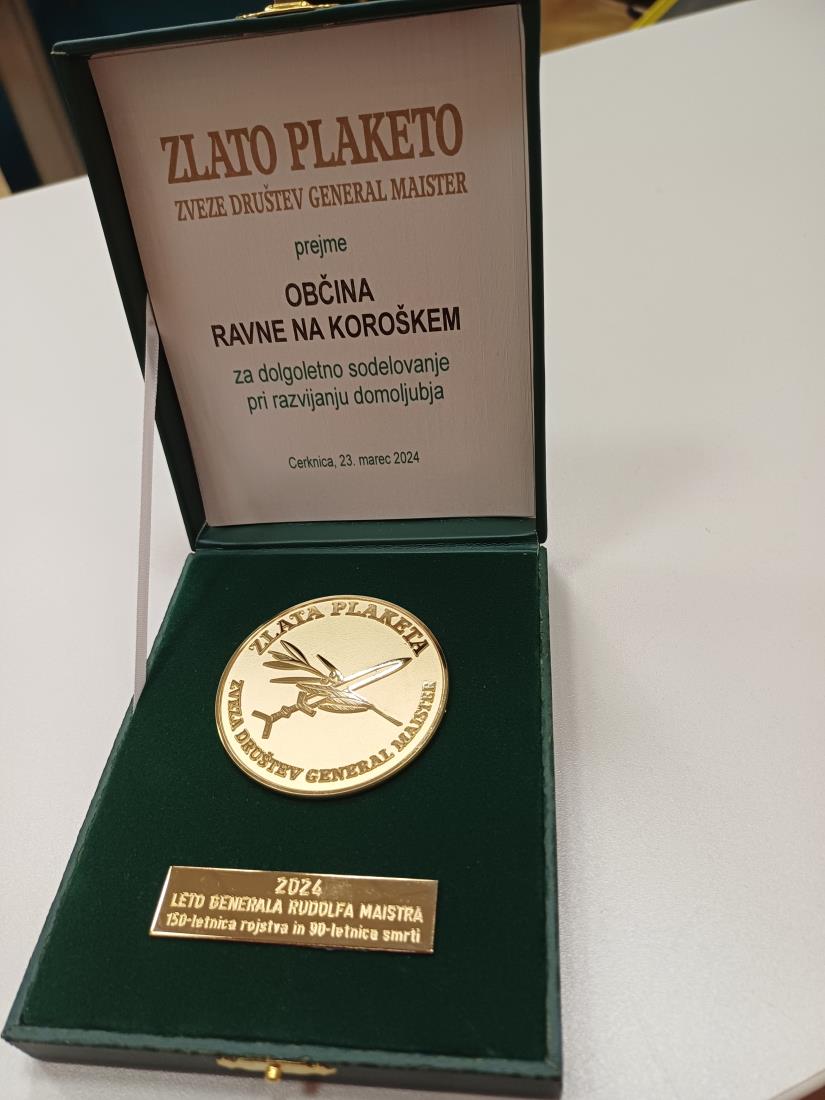 ZLATO PLAKETO
ZVEZE DRUŠTEV GENERAL MAISTER
prejme
OBČINA
RAVNE NA KOROŠKEM
za dolgoletno sodelovanje
pri razvijanju domoljubja
Cerknica, 23. marec 2024
ZLATA PLAKETA
ZVEZA DRUŠTEV GENERAL MAISTER
2024
LETO GENERALA RUDOLFA MAISTRA
150-letnica rojstva in 90-letnica smrti